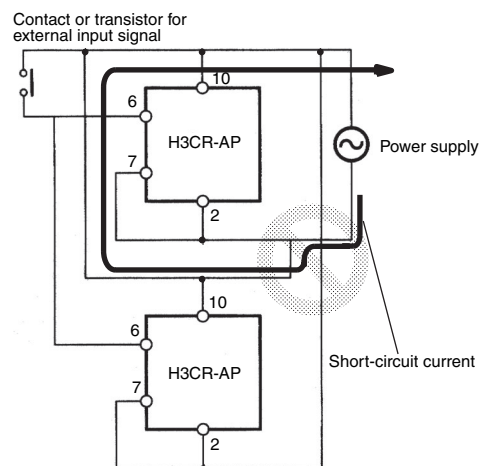 Contact or transistor for
external input signal
10
6
H3CR-AP
7
Power supply
2
10
6
Short-circuit current
H3CR-AP
7
2